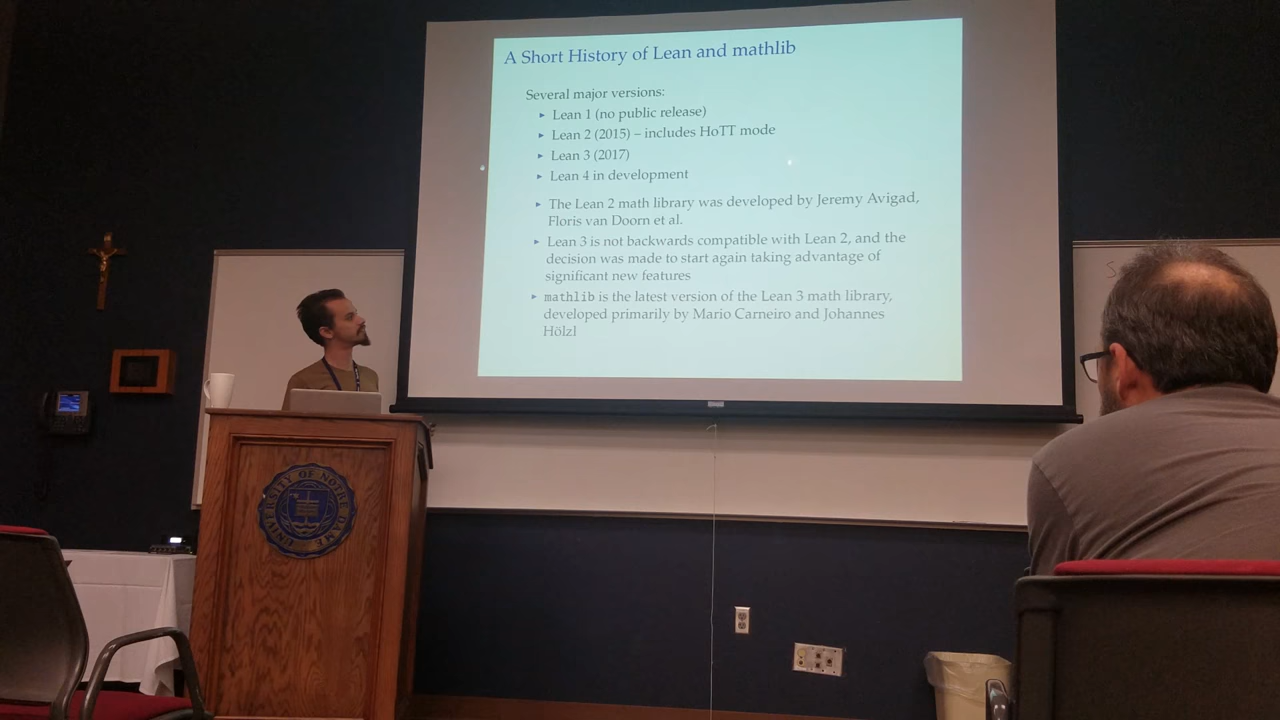 A Short History of Lean and mathlib
Several major versions:
▸ Lean 1 (no public release)
▸ Lean 2 (2015) – includes HoTT mode
▸ Lean 3 (2017)
▸ Lean 4 in development
▸ The Lean 2 math library was developed by Jeremy Avigad,
Floris van Doorn et al.
▸ Lean 3 is not backwards compatible with Lean 2, and the
decision was made to start again taking advantage of
significant new features
▸ mathlib is the latest version of the Lean 3 math library,
developed primarily by Mario Carneiro and Johannes
Hölzl
UNIVERSITY OF NOTRE DAME